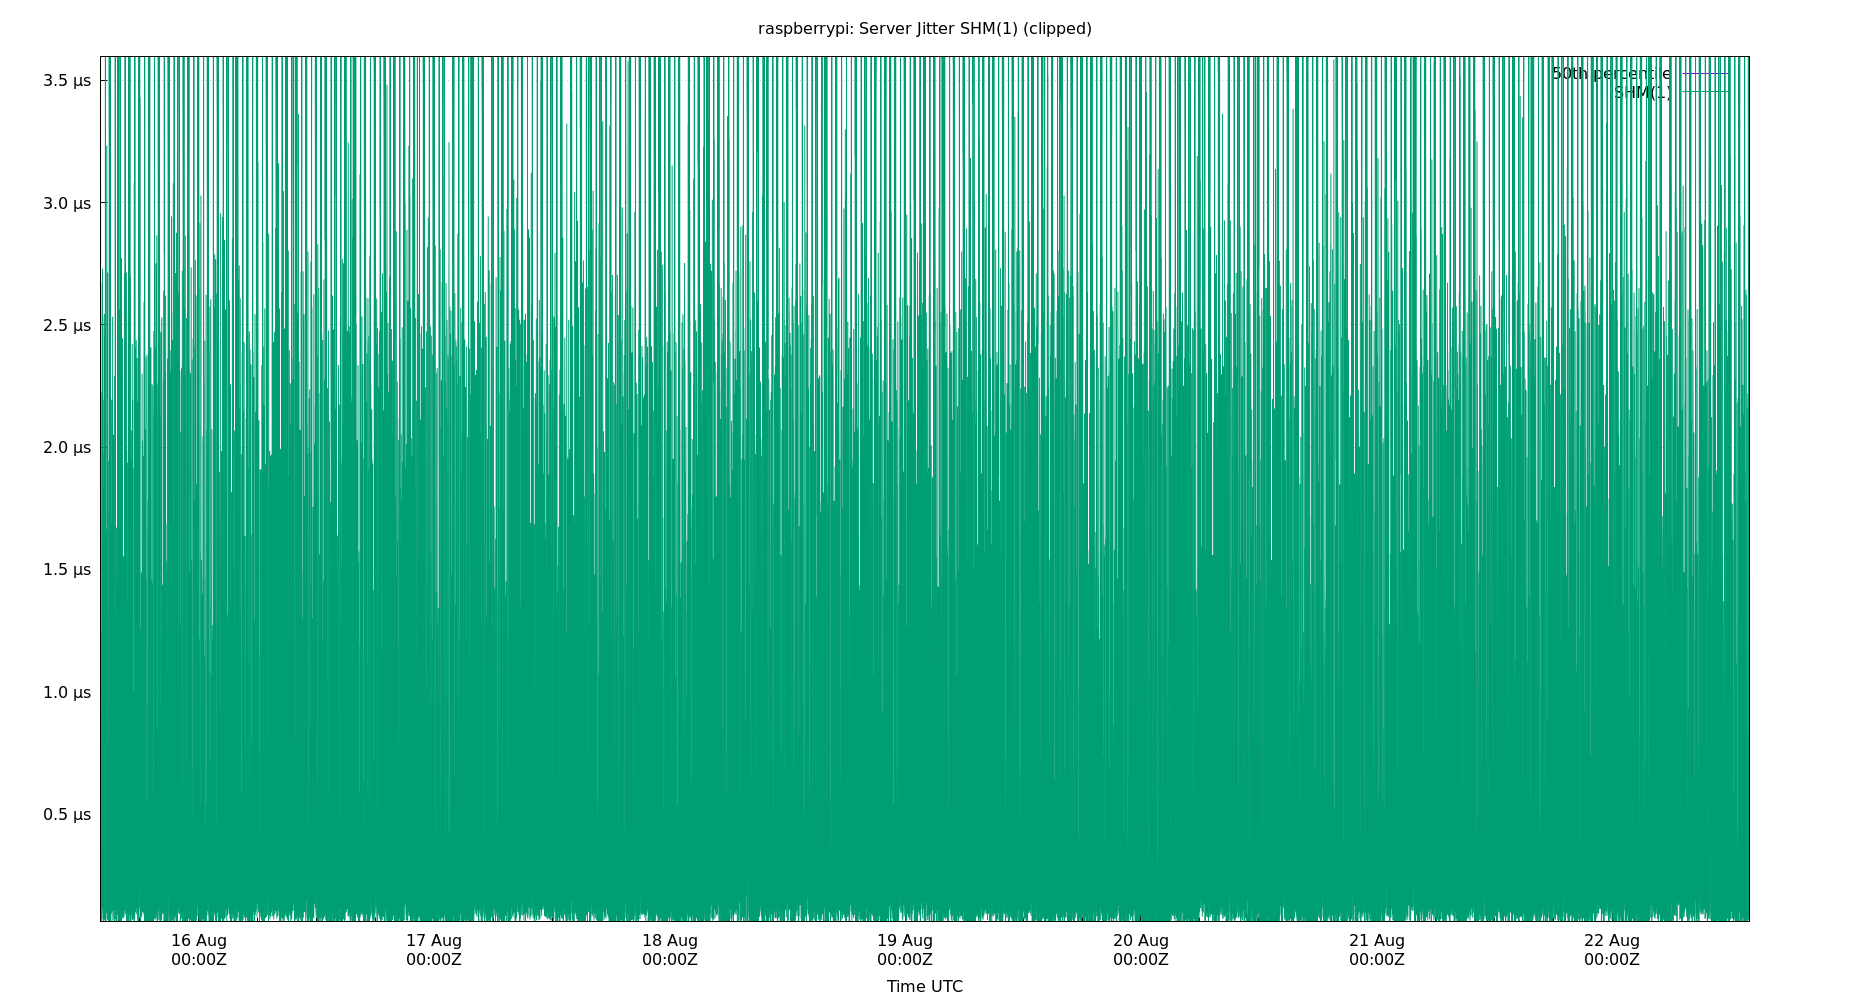 raspberrypi: Server Jitter SHM(1) (clipped)
3.5 µs
50th percentile
SHM(1)
3.0 µs
2.5 µs
2.0 µs
1.5 µs
1.0 µs
0.5 µs
16 Aug 17 Aug 18 Aug 19 Aug 20 Aug 21 Aug 22 Aug
00:00Z 00:00Z 00:00Z 00:00Z 00:00Z 00:00Z 00:00Z
Time UTC